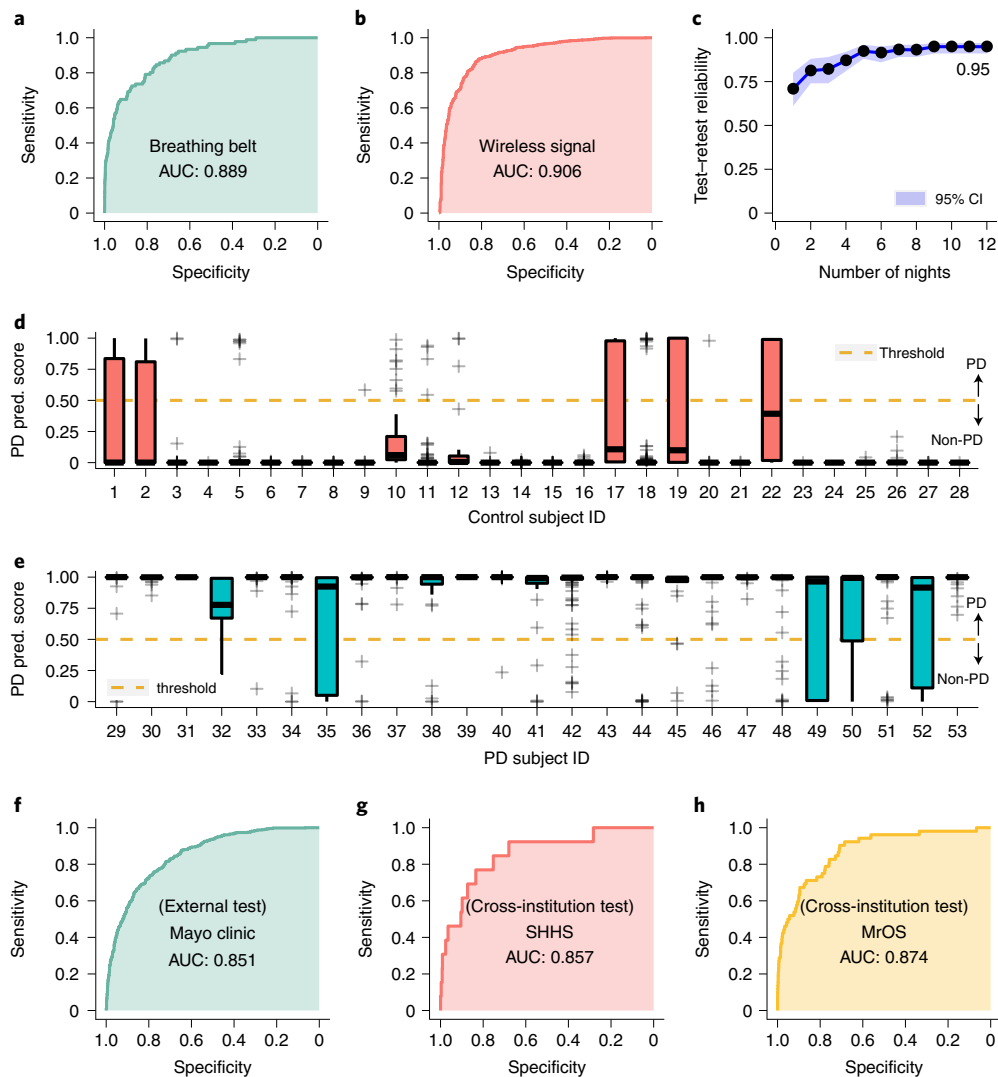 a
1.0
0.8
0.6
0.4
0.2
0
Sensitivity
Breathing belt
AUC: 0.889
1.0 0.8 0.6 0.4 0.2 0
Specificity
b
1.0
0.8
0.6
0.4
0.2
0
Sensitivity
Wireless signal
AUC: 0.906
1.0 0.8 0.6 0.4 0.2 0
Specificity
c
1.00
0.75
0.50
0.25
0
Test–retest reliability
0.95
95% CI
0 2 4 6 8 10 12
Number of nights
d
1.00
0.75
0.50
0.25
0
PD pred. score
Threshold
PD
Non-PD
1 2 3 4 5 6 7 8 9 10 11 12 13 14 15 16 17 18 19 20 21 22 23 24 25 26 27 28
Control subject ID
e
1.00
0.75
0.50
0.25
0
PD pred. score
threshold
PD
Non-PD
29 30 31 32 33 34 35 36 37 38 39 40 41 42 43 44 45 46 47 48 49 50 51 52 53
PD subject ID
f
1.0
0.8
0.6
0.4
0.2
0
Sensitivity
(External test)
Mayo clinic
AUC: 0.851
1.0 0.8 0.6 0.4 0.2 0
Specificity
g
1.0
0.8
0.6
0.4
0.2
0
Sensitivity
(Cross-institution test)
SHHS
AUC: 0.857
1.0 0.8 0.6 0.4 0.2 0
Specificity
h
1.0
0.8
0.6
0.4
0.2
0
Sensitivity
(Cross-institution test)
MrOS
AUC: 0.874
1.0 0.8 0.6 0.4 0.2 0
Specificity